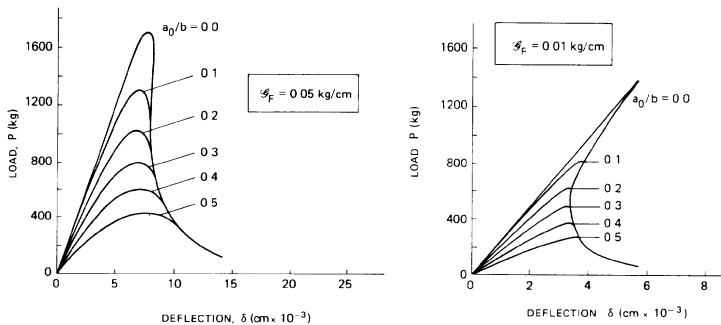 a₀/b = 0.0
1600
1200
800
400
0
LOAD, P (kg)
0.1
0.2
0.3
0.4
0.5
𝒢F = 0.05 kg/cm
0 5 10 15 20 25
DEFLECTION, δ (cm × 10⁻³)
𝒢F = 0.01 kg/cm
a₀/b = 0.0
1600
1200
800
400
0
LOAD P (kg)
0.1
0.2
0.3
0.4
0.5
0 2 4 6 8
DEFLECTION δ (cm × 10⁻³)